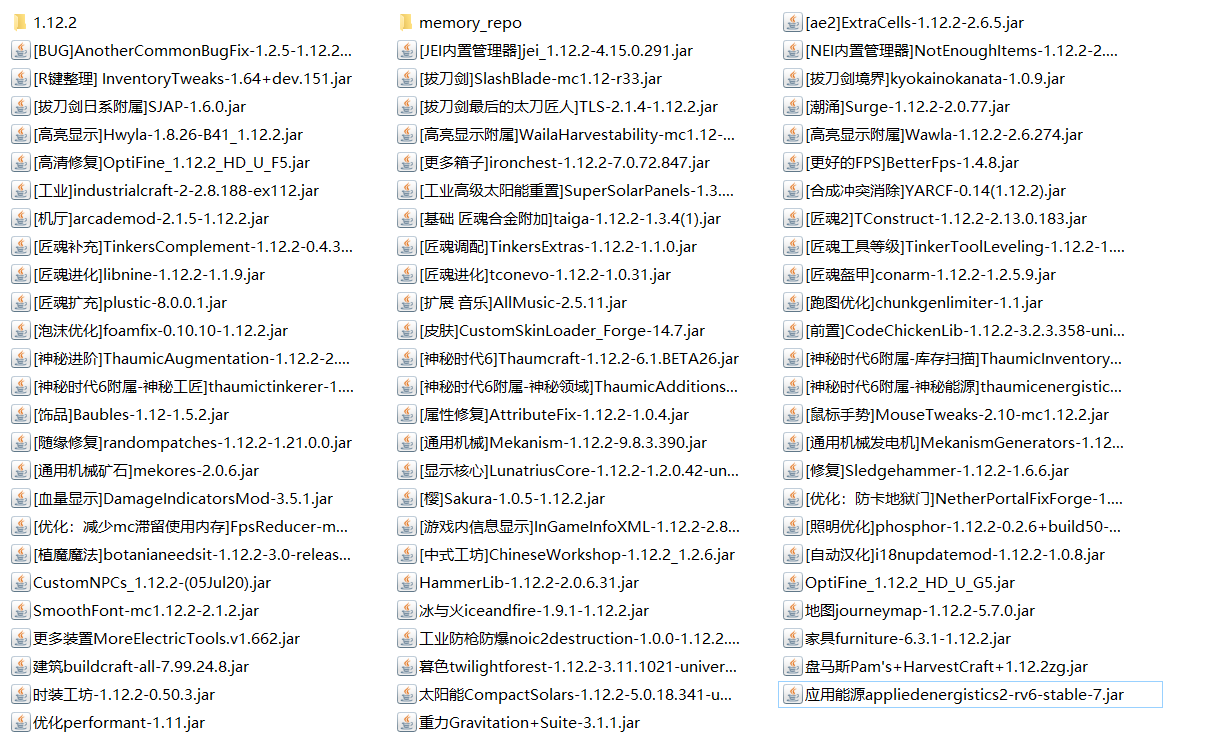 1.12.2
memory_repo
[ae2]ExtraCells-1.12.2-2.6.5.jar
[BUG]AnotherCommonBugFix-1.2.5-1.12.2...
[JEI内置管理器]jei_1.12.2-4.15.0.291.jar
[NEI内置管理器]NotEnoughItems-1.12.2-2....
[R键整理] InventoryTweaks-1.64+dev.151.jar
[拔刀剑]SlashBlade-mc1.12-r33.jar
[拔刀剑境界]kyokainokanata-1.0.9.jar
[拔刀剑日系附属]SJAP-1.6.0.jar
[拔刀剑最后的太刀匠人]TLS-2.1.4-1.12.2.jar
[潮涌]Surge-1.12.2-2.0.77.jar
[高亮显示]Hwyla-1.8.26-B41_1.12.2.jar
[高亮显示附属]WailaHarvestability-mc1.12-...
[高亮显示附属]Wawla-1.12.2-2.6.274.jar
[高清修复]OptiFine_1.12.2_HD_U_F5.jar
[更多箱子]ironchest-1.12.2-7.0.72.847.jar
[更好的FPS]BetterFps-1.4.8.jar
[工业]industrialcraft-2-2.8.188-ex112.jar
[工业高级太阳能重置]SuperSolarPanels-1.3....
[合成冲突消除]YARCF-0.14(1.12.2).jar
[机厅]arcademod-2.1.5-1.12.2.jar
[基础 匠魂合金附加]taiga-1.12.2-1.3.4(1).jar
[匠魂2]TConstruct-1.12.2-2.13.0.183.jar
[匠魂补充]TinkersComplement-1.12.2-0.4.3...
[匠魂调配]TinkersExtras-1.12.2-1.1.0.jar
[匠魂工具等级]TinkerToolLeveling-1.12.2-1....
[匠魂进化]libnine-1.12.2-1.1.9.jar
[匠魂进化]tconevo-1.12.2-1.0.31.jar
[匠魂盔甲]conarm-1.12.2-1.2.5.9.jar
[匠魂扩充]plustic-8.0.0.1.jar
[扩展 音乐]AllMusic-2.5.11.jar
[跑图优化]chunkgenlimiter-1.1.jar
[泡沫优化]foamfix-0.10.10-1.12.2.jar
[皮肤]CustomSkinLoader_Forge-14.7.jar
[前置]CodeChickenLib-1.12.2-3.2.3.358-uni...
[神秘进阶]ThaumicAugmentation-1.12.2-2....
[神秘时代6]Thaumcraft-1.12.2-6.1.BETA26.jar
[神秘时代6附属-库存扫描]ThaumicInventory...
[神秘时代6附属-神秘工匠]thaumictinkerer-1....
[神秘时代6附属-神秘领域]ThaumicAdditions...
[神秘时代6附属-神秘能源]thaumicenergistic...
[饰品]Baubles-1.12-1.5.2.jar
[属性修复]AttributeFix-1.12.2-1.0.4.jar
[鼠标手势]MouseTweaks-2.10-mc1.12.2.jar
[随缘修复]randompatches-1.12.2-1.21.0.0.jar
[通用机械]Mekanism-1.12.2-9.8.3.390.jar
[通用机械发电机]MekanismGenerators-1.12...
[通用机械矿石]mekores-2.0.6.jar
[显示核心]LunatriusCore-1.12.2-1.2.0.42-un...
[修复]Sledgehammer-1.12.2-1.6.6.jar
[血量显示]DamageIndicatorsMod-3.5.1.jar
[樱]Sakura-1.0.5-1.12.2.jar
[优化：防卡地狱门]NetherPortalFixForge-1....
[优化：减少mc滞留使用内存]FpsReducer-m...
[游戏内信息显示]InGameInfoXML-1.12.2-2.8...
[照明优化]phosphor-1.12.2-0.2.6+build50-...
[植魔魔法]botanianeedsit-1.12.2-3.0-releas...
[中式工坊]ChineseWorkshop-1.12.2_1.2.6.jar
[自动汉化]i18nupdatemod-1.12.2-1.0.8.jar
CustomNPCs_1.12.2-(05Jul20).jar
HammerLib-1.12.2-2.0.6.31.jar
OptiFine_1.12.2_HD_U_G5.jar
SmoothFont-mc1.12.2-2.1.2.jar
冰与火iceandfire-1.9.1-1.12.2.jar
地图journeymap-1.12.2-5.7.0.jar
更多装置MoreElectricTools.v1.662.jar
工业防枪防爆noic2destruction-1.0.0-1.12.2....
家具furniture-6.3.1-1.12.2.jar
建筑buildcraft-all-7.99.24.8.jar
暮色twilightforest-1.12.2-3.11.1021-univer...
盘马斯Pam's+HarvestCraft+1.12.2zg.jar
时装工坊-1.12.2-0.50.3.jar
太阳能CompactSolars-1.12.2-5.0.18.341-u...
应用能源appliedenergistics2-rv6-stable-7.jar
优化performant-1.11.jar
重力Gravitation+Suite-3.1.1.jar